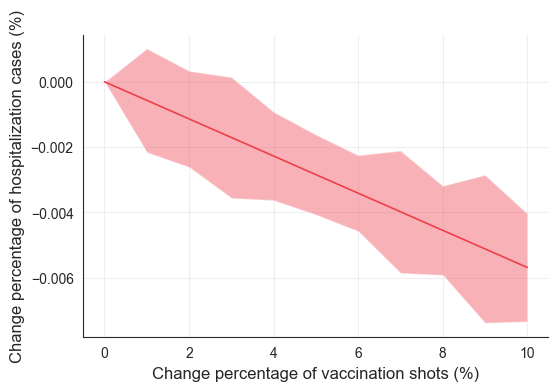 Change percentage of hospitalization cases (%)
0.000
−0.002
−0.004
−0.006
0 2 4 6 8 10
Change percentage of vaccination shots (%)